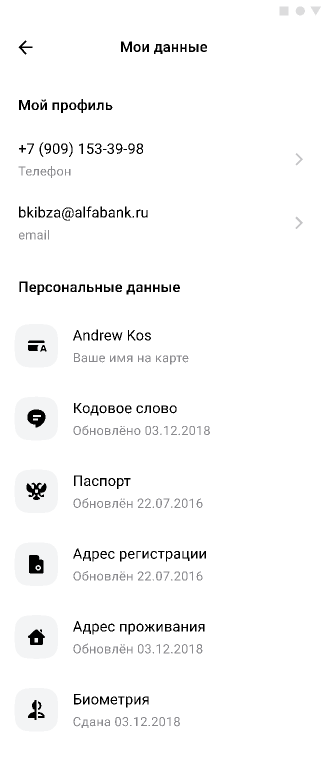 Мои данные
Мой профиль
+7 (909) 153-39-98
Телефон
bkibza@alfabank.ru
email
Персональные данные
Andrew Kos
Ваше имя на карте
Кодовое слово
Обновлёно 03.12.2018
Паспорт
Обновлён 22.07.2016
Адрес регистрации
Обновлён 22.07.2016
Адрес проживания
Обновлён 03.12.2018
Биометрия
Сдана 03.12.2018